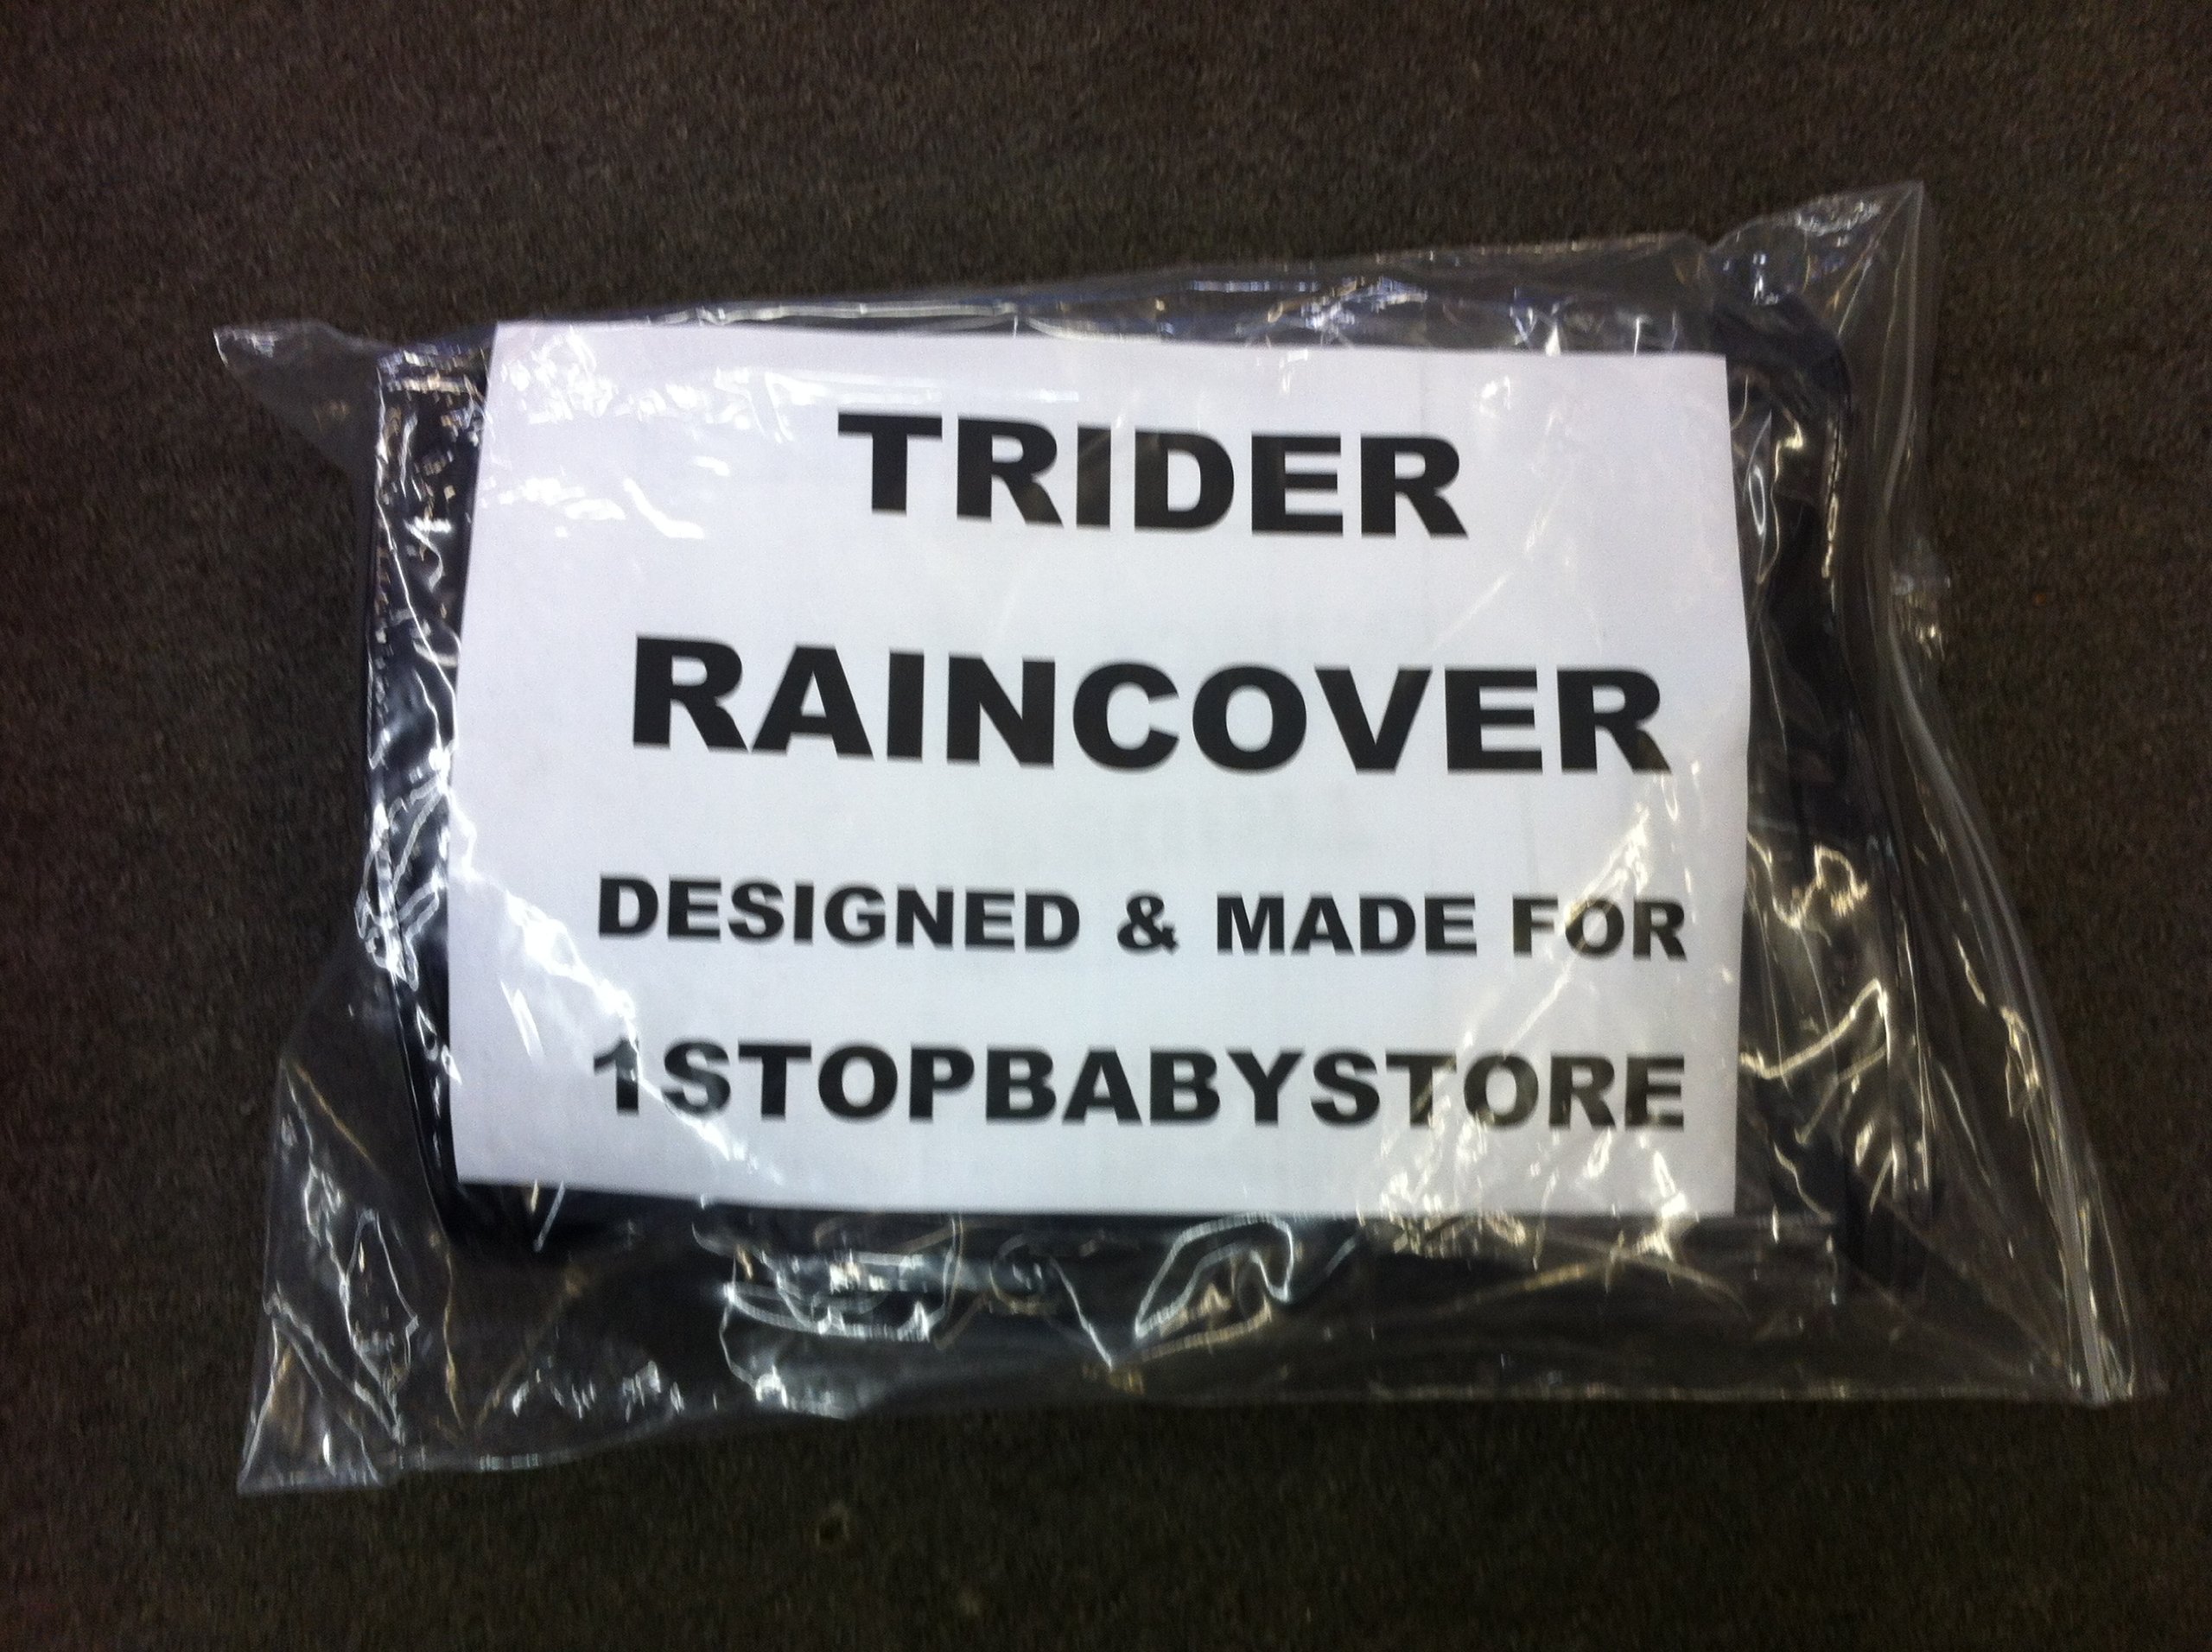 TRIDER
RAINCOVER
DESIGNED & MADE FOR
1STOPBABYSTORE